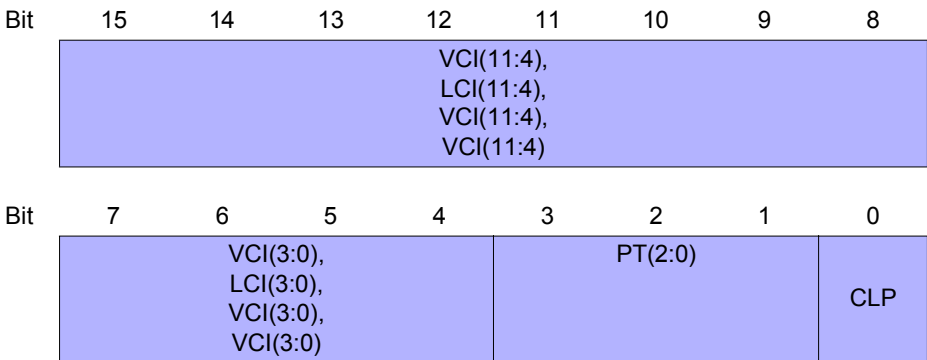 Bit 15 14 13 12 11 10 9 8
VCI(11:4),
LCI(11:4),
VCI(11:4),
VCI(11:4)
Bit 7 6 5 4 3 2 1 0
VCI(3:0),
LCI(3:0),
VCI(3:0),
VCI(3:0)
PT(2:0)
CLP